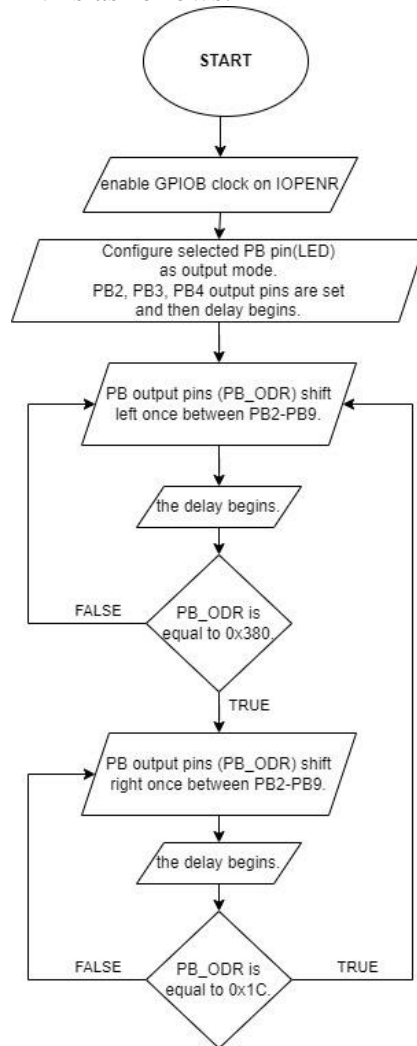 START
enable GPIOB clock on IOPENR.
Configure selected PB pin(LED)
as output mode.
PB2, PB3, PB4 output pins are set
and then delay begins.
PB output pins (PB_ODR) shift
left once between PB2-PB9.
the delay begins.
FALSE
PB_ODR is
equal to 0x380.
TRUE
PB output pins (PB_ODR) shift
right once between PB2-PB9.
the delay begins.
FALSE
PB_ODR is
equal to 0x1C.
TRUE